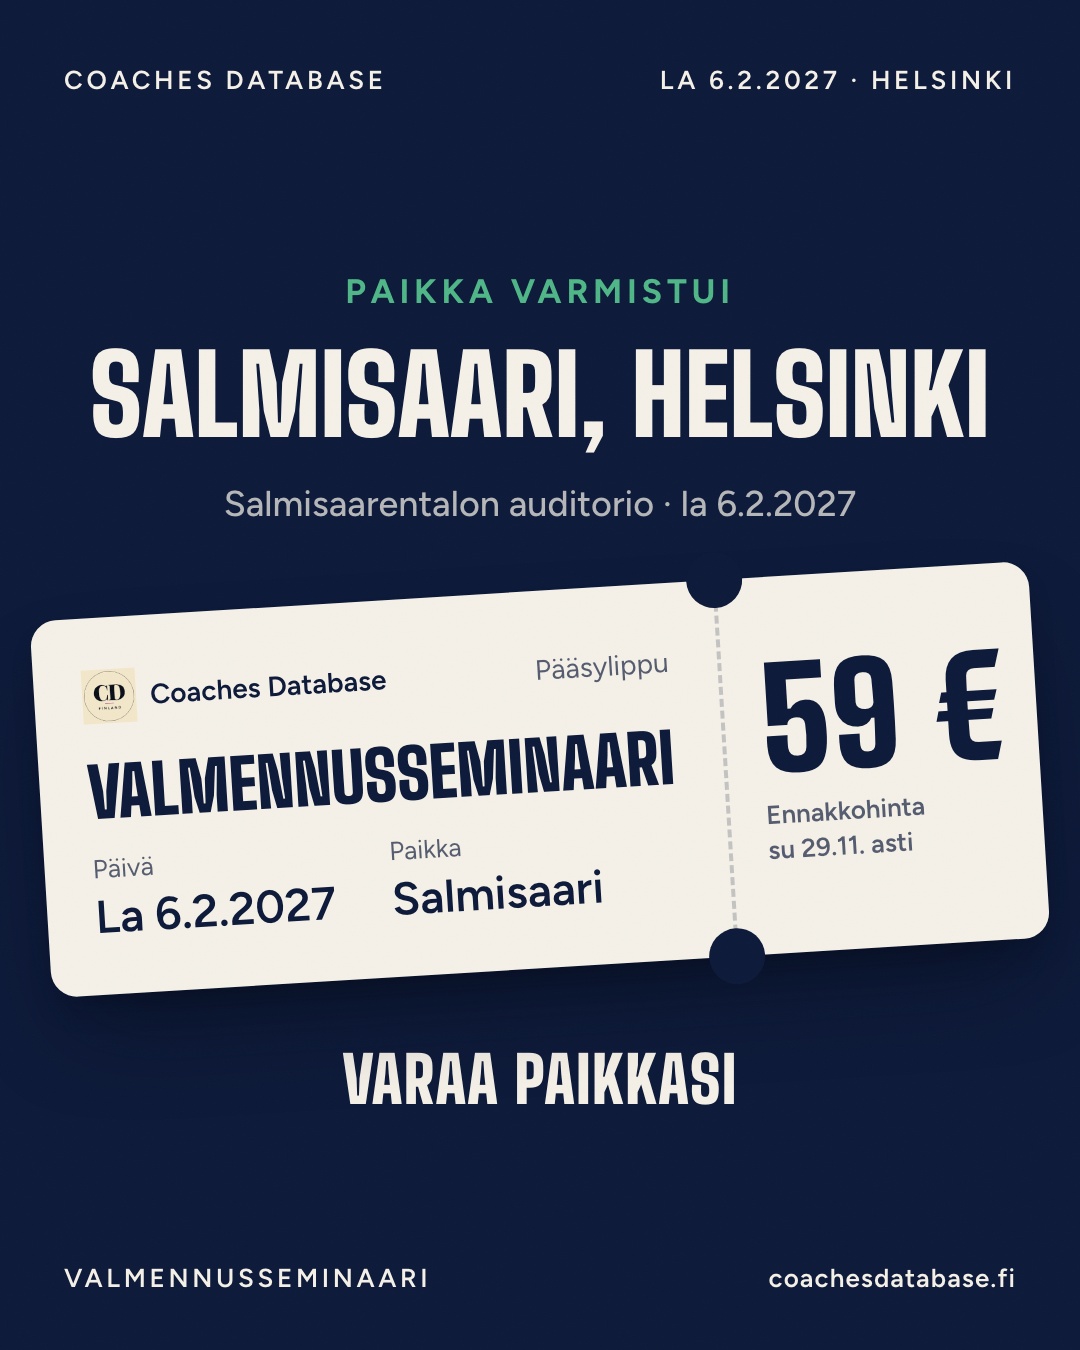 COACHES DATABASE
LA 6.2.2027 · HELSINKI
PAIKKA VARMISTUI
SALMISAARI, HELSINKI
Salmisaarentalon auditorio · la 6.2.2027
CD
FINLAND
Coaches Database
Pääsylippu
VALMENNUSSEMINAARI
Päivä
La 6.2.2027
Paikka
Salmisaari
59 €
Ennakkohinta
su 29.11. asti
VARAA PAIKKASI
VALMENNUSSEMINAARI
coachesdatabase.fi